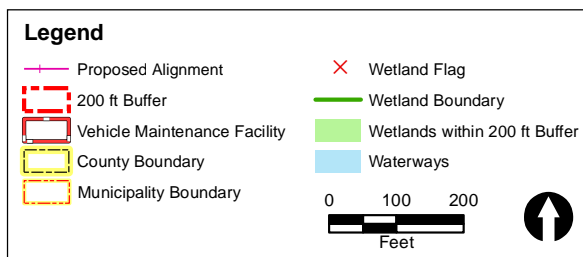 Legend
Proposed Alignment
200 ft Buffer
Vehicle Maintenance Facility
County Boundary
Municipality Boundary
Wetland Flag
Wetland Boundary
Wetlands within 200 ft Buffer
Waterways
0 100 200
Feet